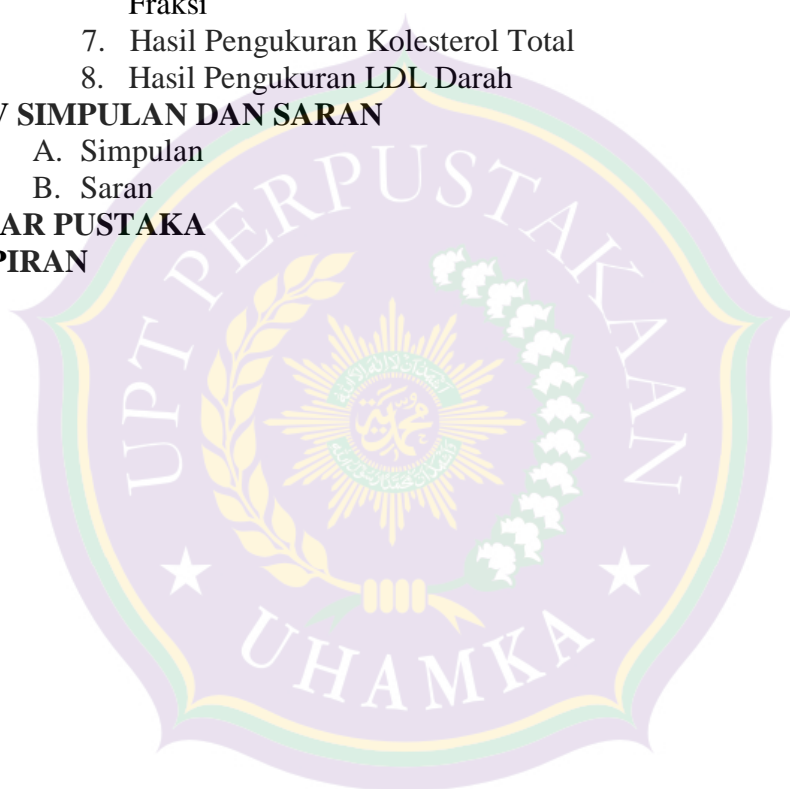 Fraksi
7. Hasil Pengukuran Kolesterol Total
8. Hasil Pengukuran LDL Darah
V SIMPULAN DAN SARAN
A. Simpulan
B. Saran
AR PUSTAKA
PIRAN
UPT PERPUSTAKAAN
محمدية
UHAMKA